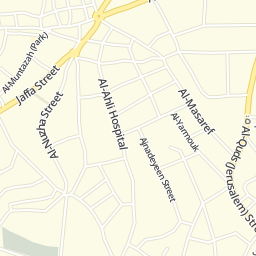 Al-Muntazah (Park)
Jaffa Street
Al-Nuzha Street
Al-Ahli Hospital
Al-Masaref
Al-Yarmouk
Ajnadeyeen Street
Al-Quds (Jerusalem) Stre